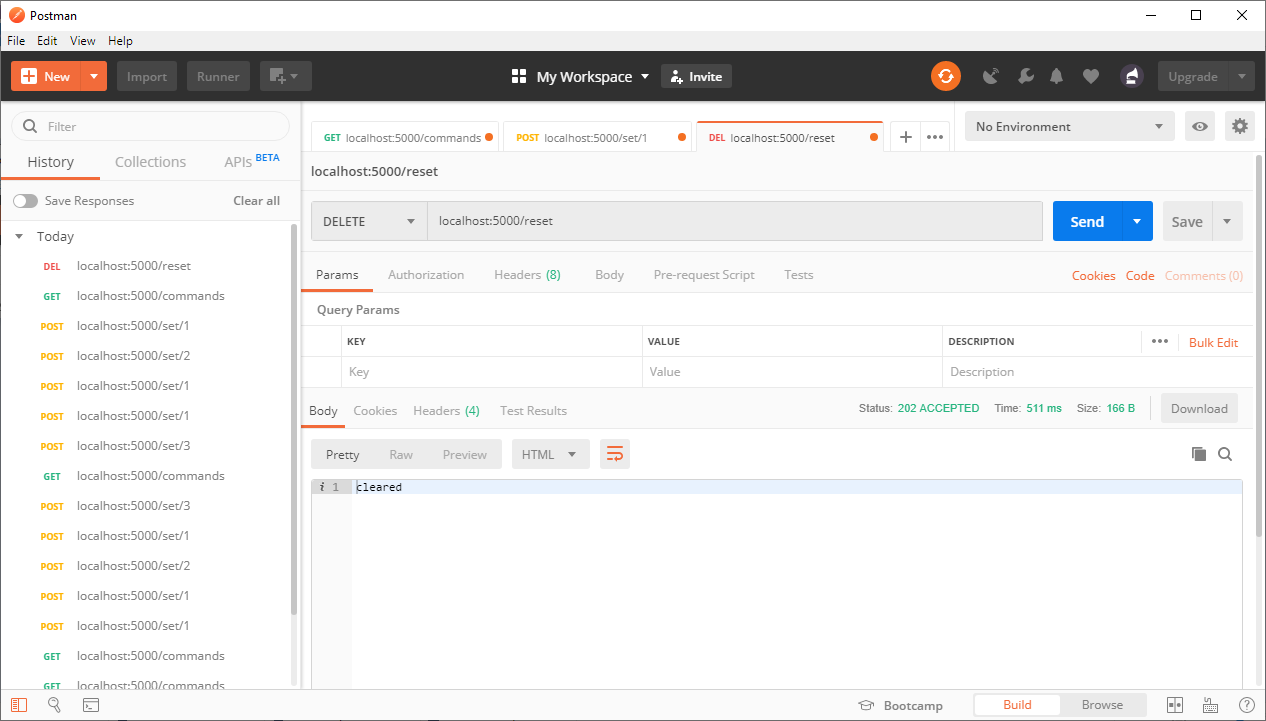 Postman
File Edit View Help
New Import Runner My Workspace Invite Upgrade
Filter
History Collections APIs BETA
Save Responses Clear all
Today
DEL localhost:5000/reset
GET localhost:5000/commands
POST localhost:5000/set/1
POST localhost:5000/set/2
POST localhost:5000/set/1
POST localhost:5000/set/1
POST localhost:5000/set/3
GET localhost:5000/commands
POST localhost:5000/set/3
POST localhost:5000/set/1
POST localhost:5000/set/2
POST localhost:5000/set/1
POST localhost:5000/set/1
GET localhost:5000/commands
GET localhost:5000/commands
GET localhost:5000/commands POST localhost:5000/set/1 DEL localhost:5000/reset
No Environment
localhost:5000/reset
DELETE localhost:5000/reset Send Save
Params Authorization Headers (8) Body Pre-request Script Tests Cookies Code Comments (0)
Query Params
KEY VALUE DESCRIPTION Bulk Edit
Key Value Description
Body Cookies Headers (4) Test Results Status: 202 ACCEPTED Time: 511 ms Size: 166 B Download
Pretty Raw Preview HTML
i 1 cleared
Bootcamp Build Browse